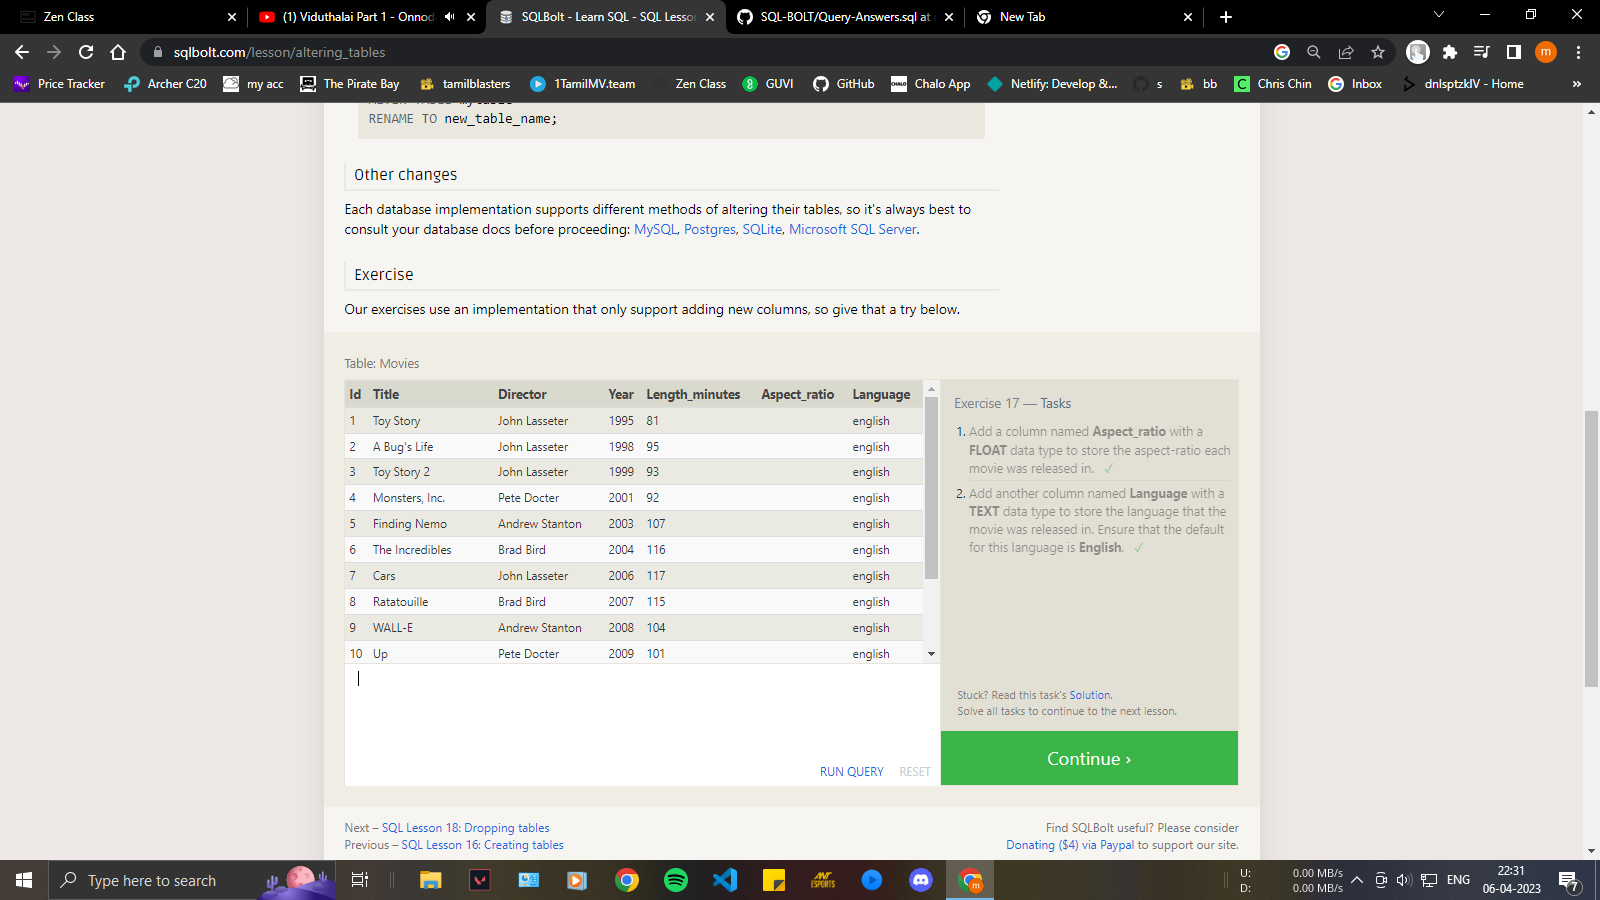 Zen Class
(1) Viduthalai Part 1 - Onnod
SQLBolt - Learn SQL - SQL Lesson
SQL-BOLT/Query-Answers.sql at
New Tab
sqlbolt.com/lesson/altering_tables
m
Price Tracker
Archer C20
my acc
The Pirate Bay
tamilblasters
1TamilMV.team
Zen Class
GUVI
GitHub
CHALO
Chalo App
Netlify: Develop &...
s
bb
C
Chris Chin
Inbox
dnlsptzkIV - Home
»
ALTER TABLE mytable
RENAME TO new_table_name;
Other changes
Each database implementation supports different methods of altering their tables, so it's always best to
consult your database docs before proceeding: MySQL, Postgres, SQLite, Microsoft SQL Server.
Exercise
Our exercises use an implementation that only support adding new columns, so give that a try below.
Table: Movies
Id Title Director Year Length_minutes Aspect_ratio Language
1 Toy Story John Lasseter 1995 81 english
2 A Bug's Life John Lasseter 1998 95 english
3 Toy Story 2 John Lasseter 1999 93 english
4 Monsters, Inc. Pete Docter 2001 92 english
5 Finding Nemo Andrew Stanton 2003 107 english
6 The Incredibles Brad Bird 2004 116 english
7 Cars John Lasseter 2006 117 english
8 Ratatouille Brad Bird 2007 115 english
9 WALL-E Andrew Stanton 2008 104 english
10 Up Pete Docter 2009 101 english
RUN QUERY RESET
Exercise 17 — Tasks
1. Add a column named Aspect_ratio with a
FLOAT data type to store the aspect-ratio each
movie was released in. ✓
2. Add another column named Language with a
TEXT data type to store the language that the
movie was released in. Ensure that the default
for this language is English. ✓
Stuck? Read this task's Solution.
Solve all tasks to continue to the next lesson.
Continue ›
Next – SQL Lesson 18: Dropping tables
Previous – SQL Lesson 16: Creating tables
Find SQLBolt useful? Please consider
Donating ($4) via Paypal to support our site.
Type here to search
ESPORTS
m
U: 0.00 MB/s
D: 0.00 MB/s
ENG
22:31
06-04-2023
7